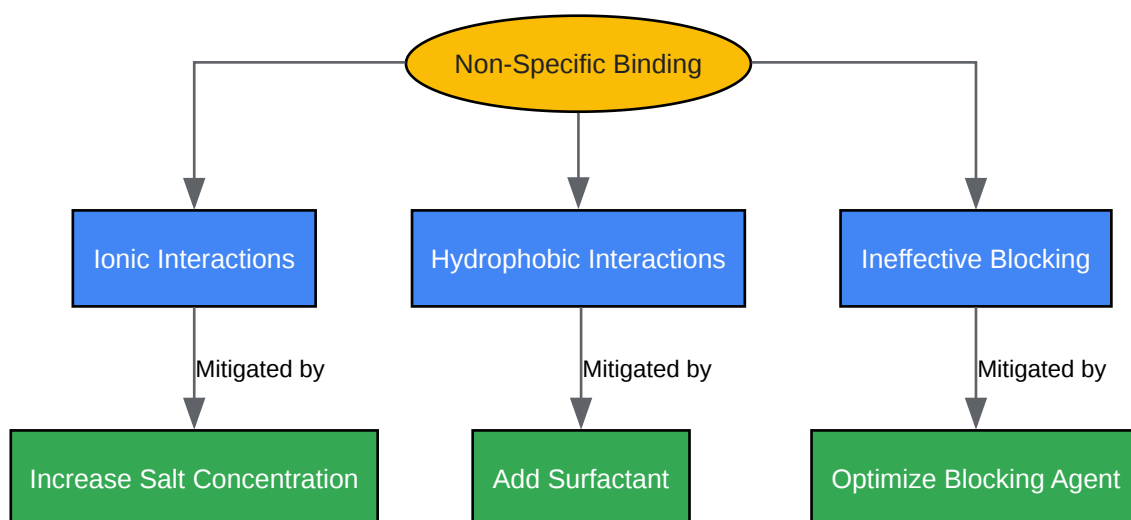 Non-Specific Binding
Ionic Interactions
Hydrophobic Interactions
Ineffective Blocking
Mitigated by
Mitigated by
Mitigated by
Increase Salt Concentration
Add Surfactant
Optimize Blocking Agent